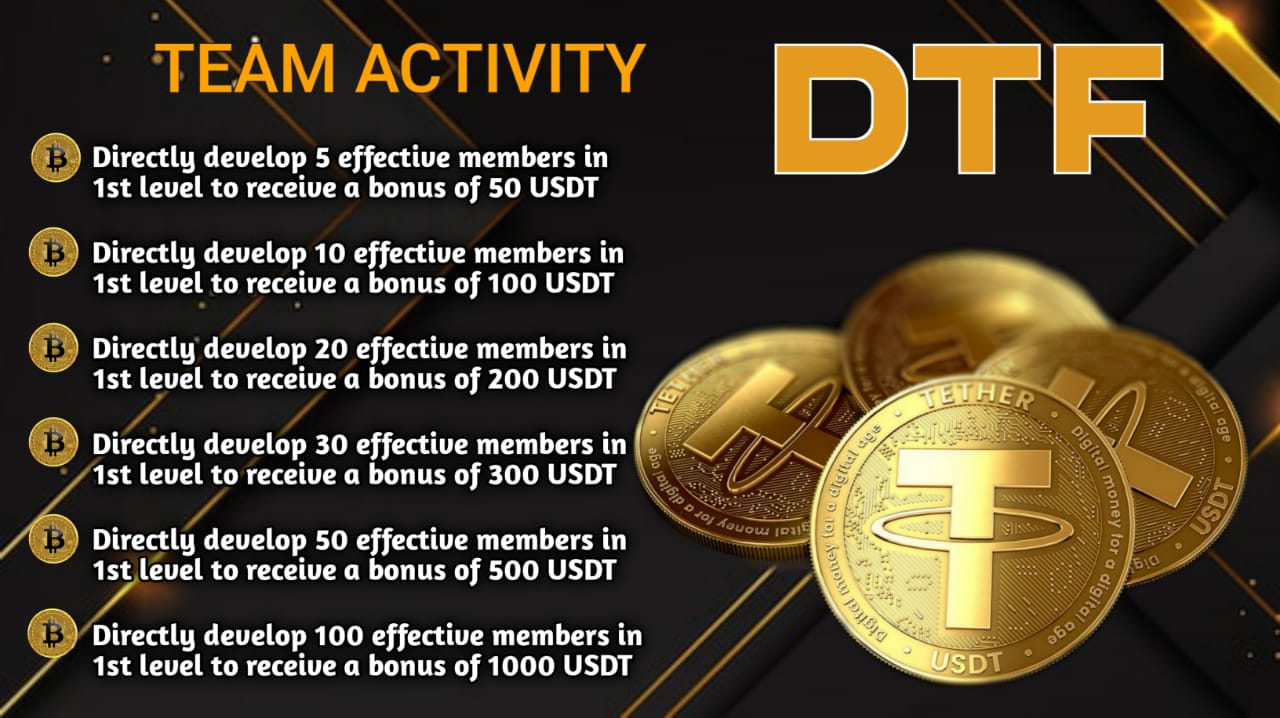 TEAM ACTIVITY
DTF
Directly develop 5 effective members in
1st level to receive a bonus of 50 USDT
Directly develop 10 effective members in
1st level to receive a bonus of 100 USDT
Directly develop 20 effective members in
1st level to receive a bonus of 200 USDT
Directly develop 30 effective members in
1st level to receive a bonus of 300 USDT
Directly develop 50 effective members in
1st level to receive a bonus of 500 USDT
Directly develop 100 effective members in
1st level to receive a bonus of 1000 USDT
TETHER
Digital money for a digital age
Digital money for a digital age
USDT
TETHER
digital money for a digital age
a digital age
USDT